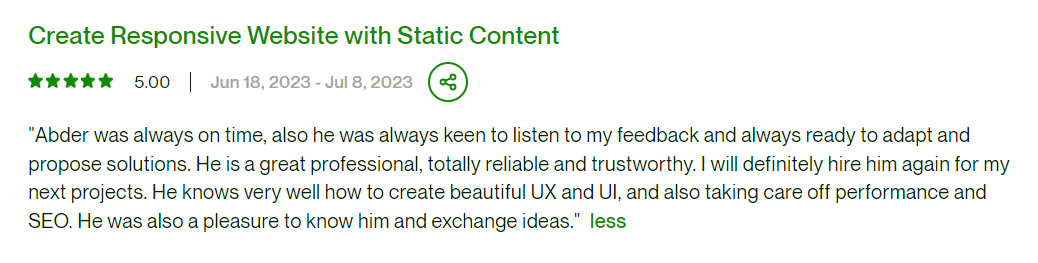 Create Responsive Website with Static Content
5.00 | Jun 18, 2023 - Jul 8, 2023
"Abder was always on time, also he was always keen to listen to my feedback and always ready to adapt and
propose solutions. He is a great professional, totally reliable and trustworthy. I will definitely hire him again for my
next projects. He knows very well how to create beautiful UX and UI, and also taking care off performance and
SEO. He was also a pleasure to know him and exchange ideas." less